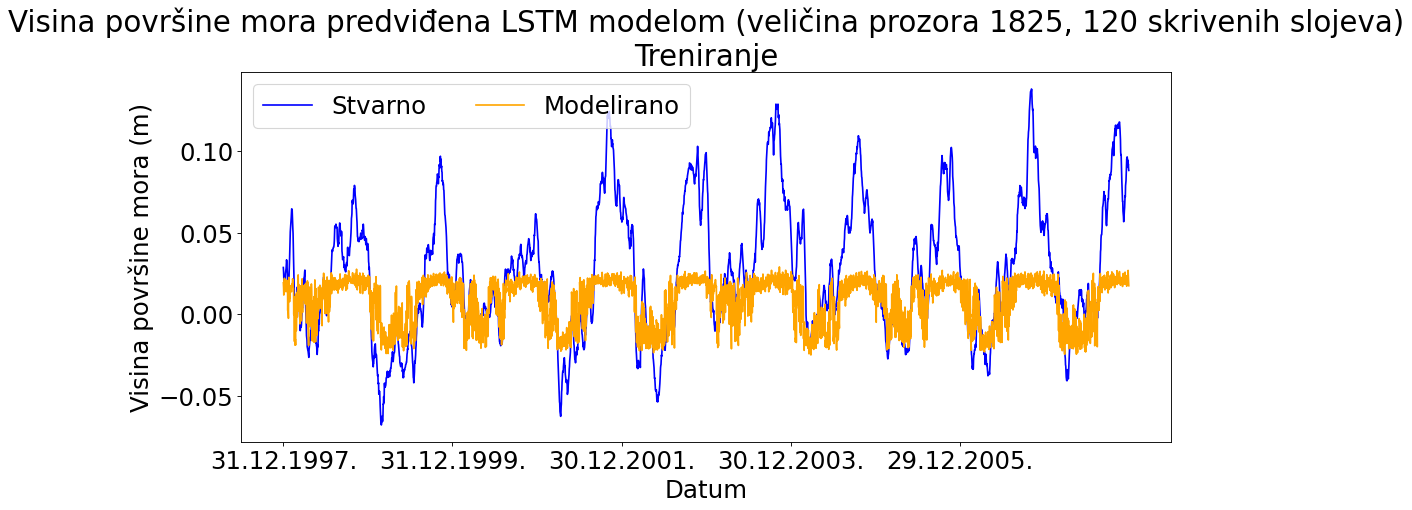 Visina površine mora predviđena LSTM modelom (veličina prozora 1825, 120 skrivenih slojeva)
Treniranje
Stvarno Modelirano
Visina površine mora (m)
0.10
0.05
0.00
−0.05
31.12.1997. 31.12.1999. 30.12.2001. 30.12.2003. 29.12.2005.
Datum